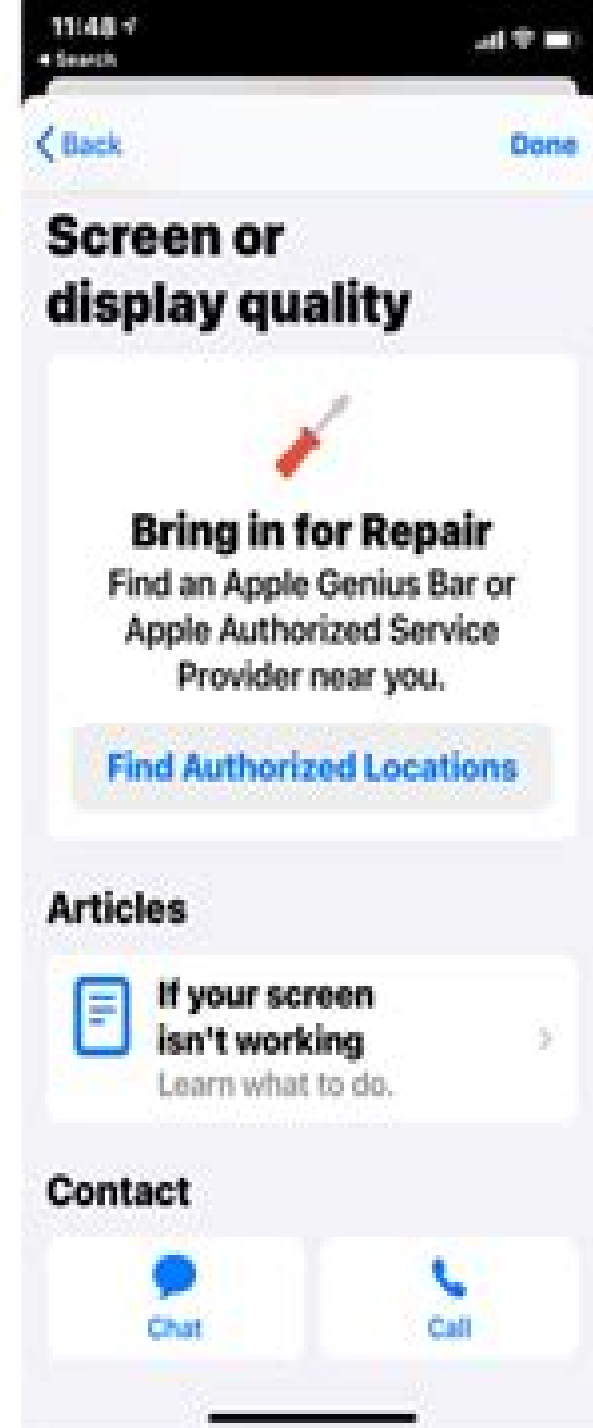 11:48
Search
Back
Done
Screen or
display quality
Bring in for Repair
Find an Apple Genius Bar or
Apple Authorized Service
Provider near you.
Find Authorized Locations
Articles
If your screen
isn't working
Learn what to do.
Contact
Chat
Call